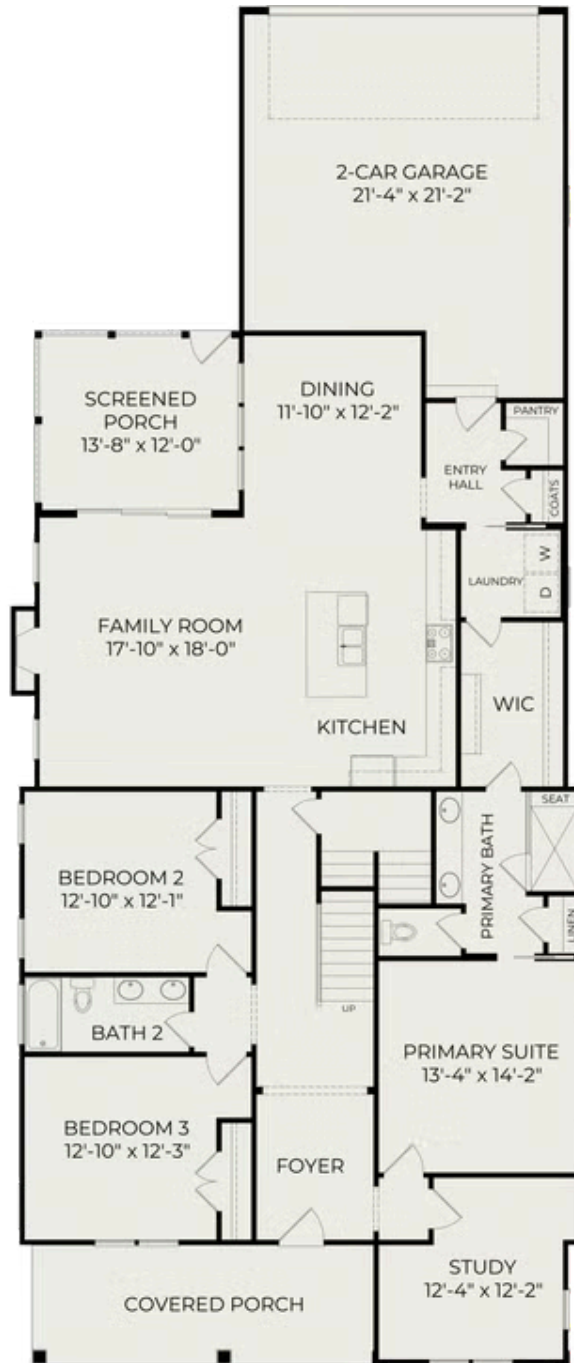 2-CAR GARAGE
21'-4" x 21'-2"
DINING
11'-10" x 12'-2"
SCREENED
PORCH
13'-8" x 12'-0"
PANTRY
ENTRY
HALL
COATS
LAUNDRY
W
D
FAMILY ROOM
17'-10" x 18'-0"
WIC
KITCHEN
SEAT
PRIMARY BATH
BEDROOM 2
12'-10" x 12'-1"
LINEN
UP
BATH 2
PRIMARY SUITE
13'-4" x 14'-2"
BEDROOM 3
12'-10" x 12'-3"
FOYER
STUDY
12'-4" x 12'-2"
COVERED PORCH